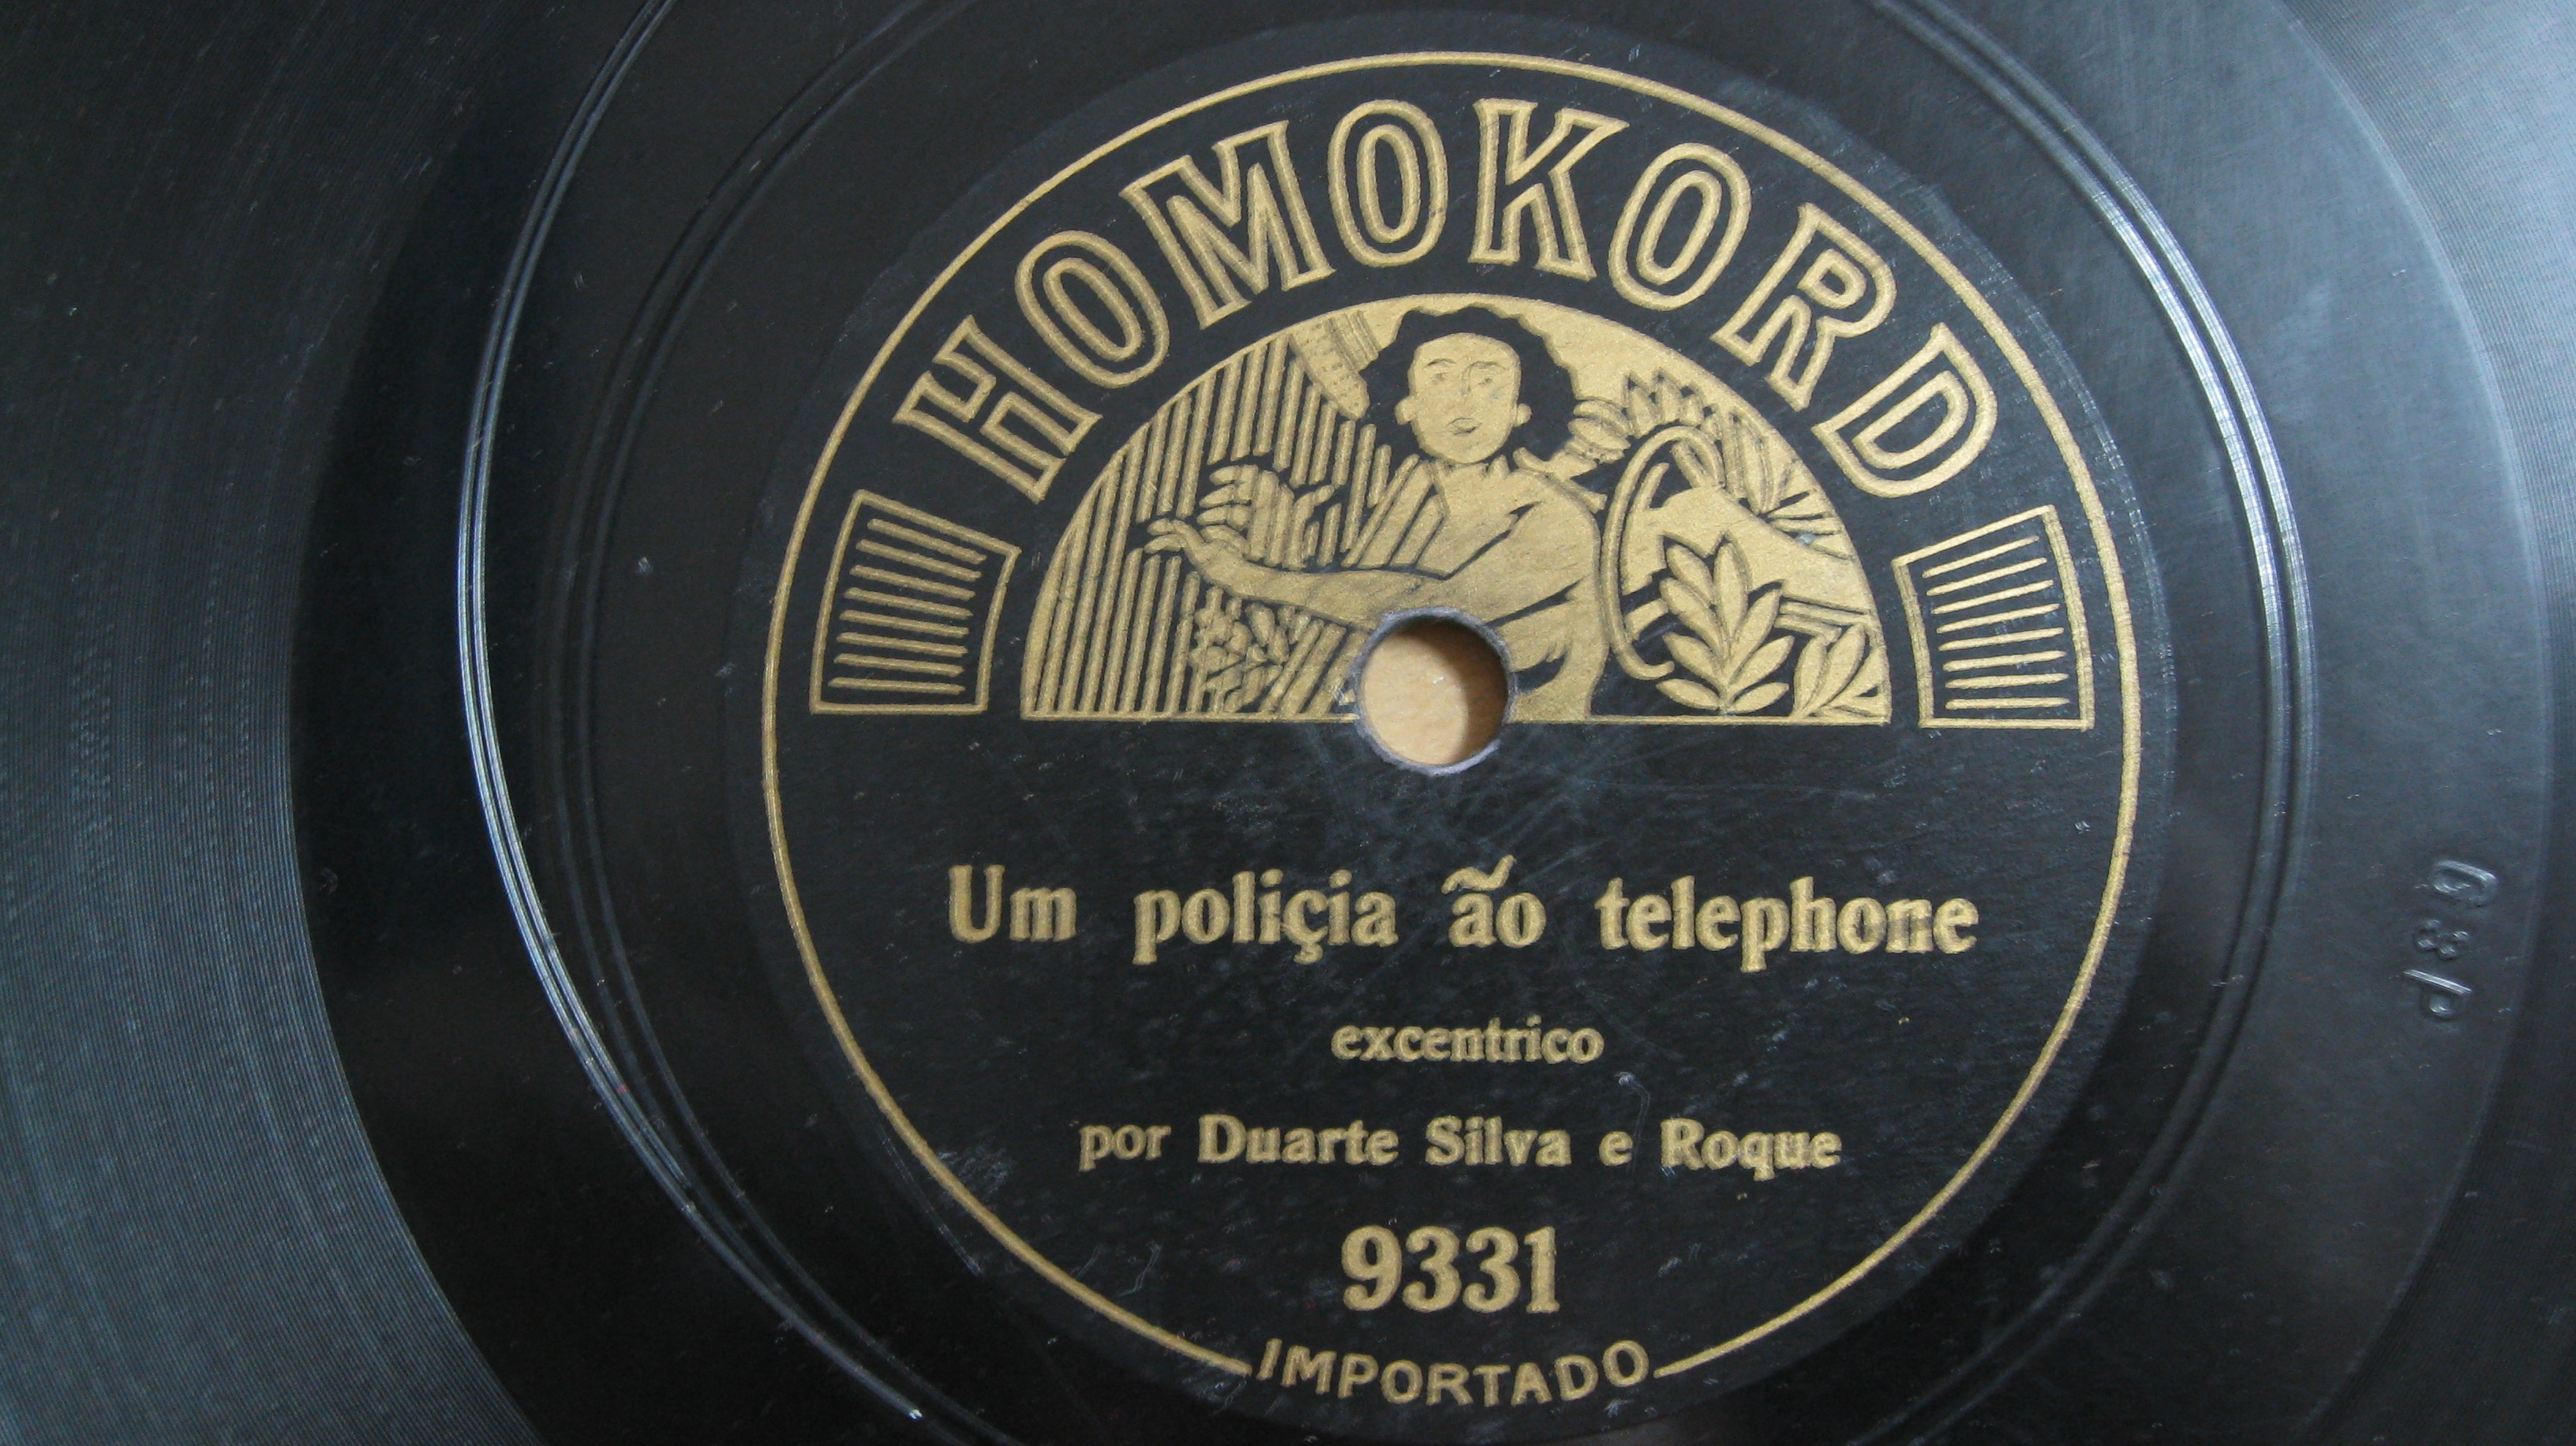 HOMOKORD
Um poliçia ão telephone
excentrico
por Duarte Silva e Roque
9331
IMPORTADO